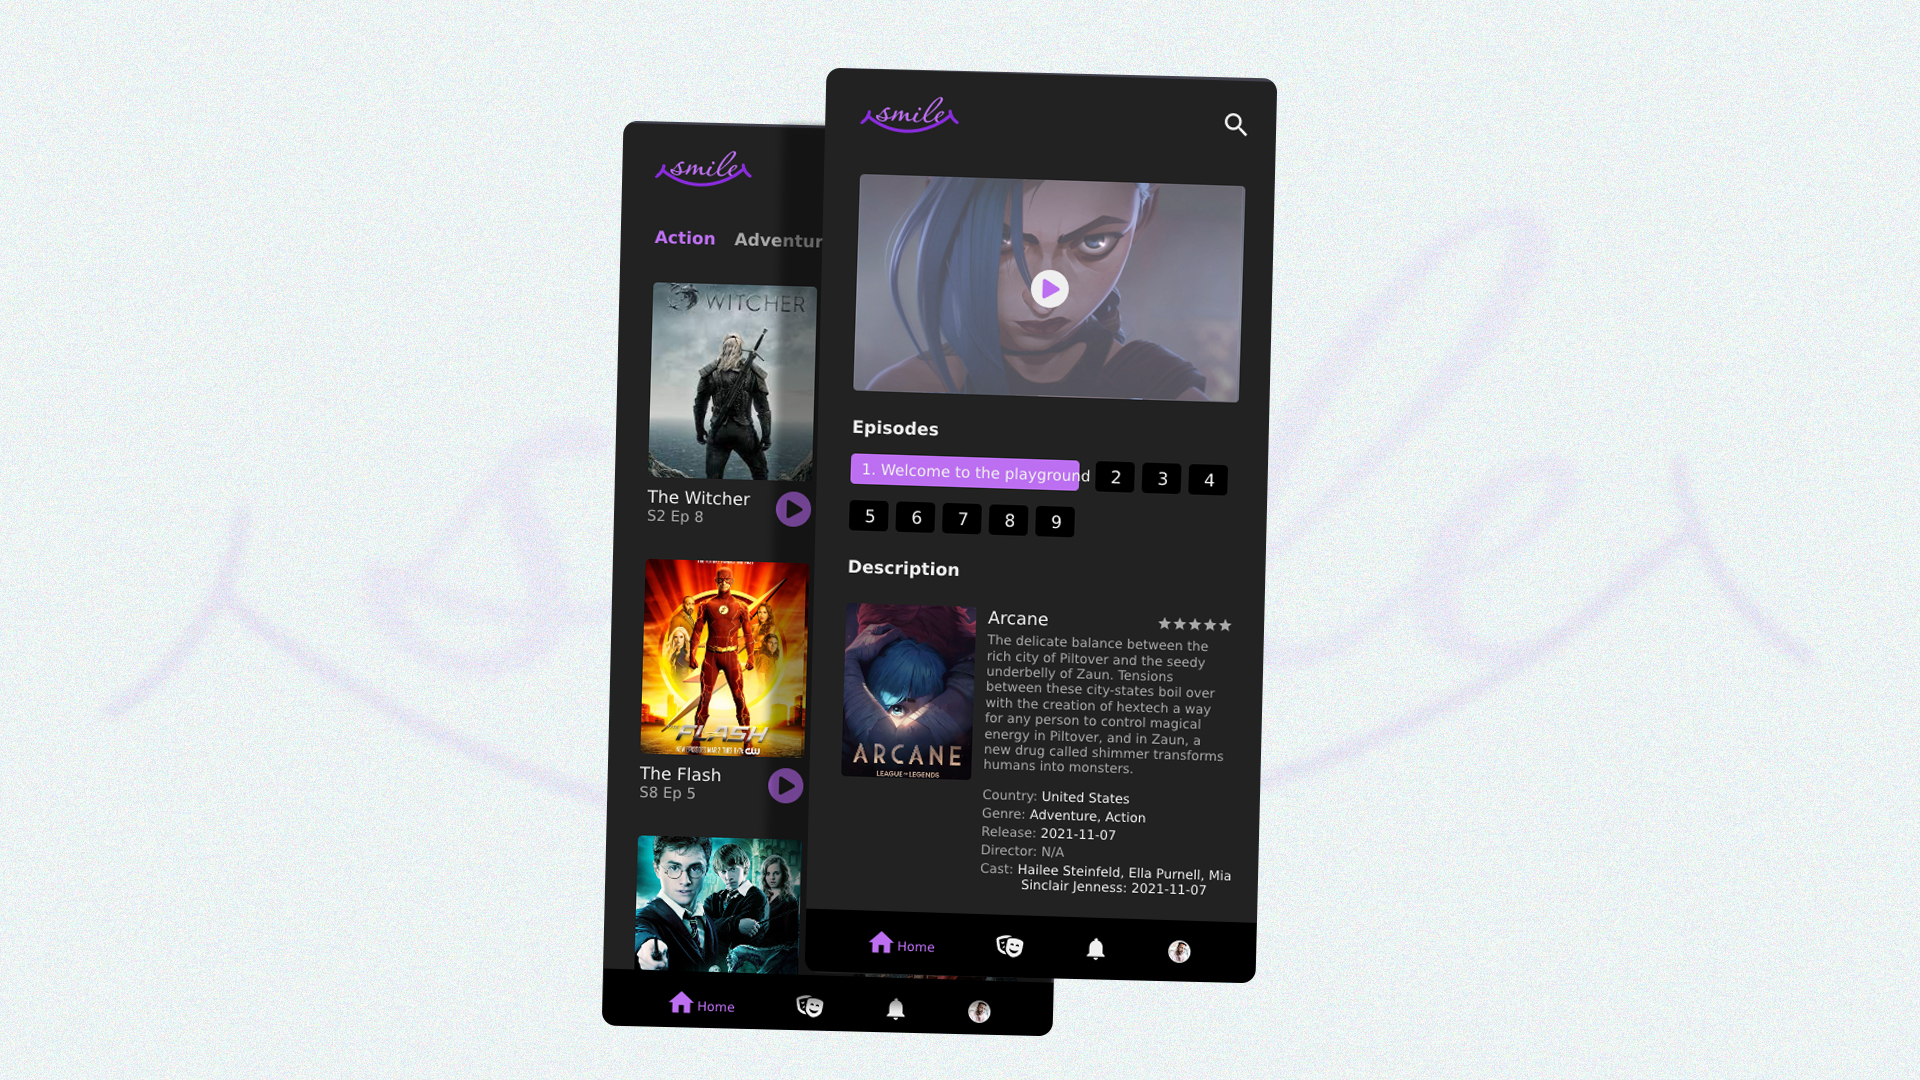 smile
Action Adventur
WITCHER
The Witcher
S2 Ep 8
FLASH
The Flash
S8 Ep 5
Home
smile
Episodes
1. Welcome to the playground 2 3 4
5 6 7 8 9
Description
ARCANE
LEAGUE OF LEGENDS
Arcane
The delicate balance between the
rich city of Piltover and the seedy
underbelly of Zaun. Tensions
between these city-states boil over
with the creation of hextech a way
for any person to control magical
energy in Piltover, and in Zaun, a
new drug called shimmer transforms
humans into monsters.
Country: United States
Genre: Adventure, Action
Release: 2021-11-07
Director: N/A
Cast: Hailee Steinfeld, Ella Purnell, Mia
Sinclair Jenness: 2021-11-07
Home